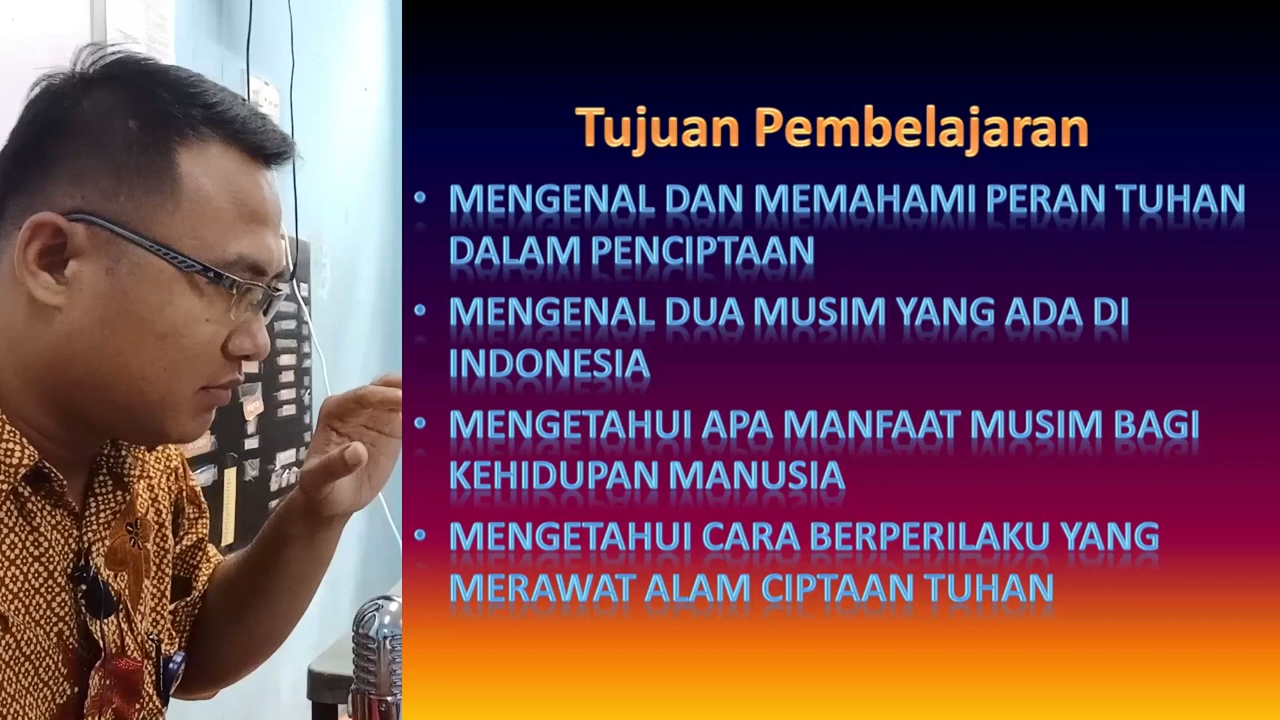 Tujuan Pembelajaran
• MENGENAL DAN MEMAHAMI PERAN TUHAN
DALAM PENCIPTAAN
• MENGENAL DUA MUSIM YANG ADA DI
INDONESIA
• MENGETAHUI APA MANFAAT MUSIM BAGI
KEHIDUPAN MANUSIA
• MENGETAHUI CARA BERPERILAKU YANG
MERAWAT ALAM CIPTAAN TUHAN